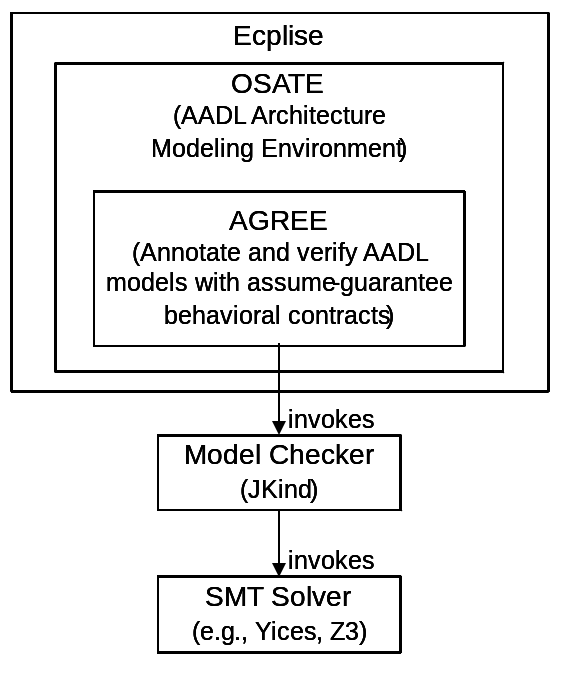 Ecplise
OSATE
(AADL Architecture
Modeling Environment)
AGREE
(Annotate and verify AADL
models with assume-guarantee
behavioral contracts)
invokes
Model Checker
(JKind)
invokes
SMT Solver
(e.g., Yices, Z3)